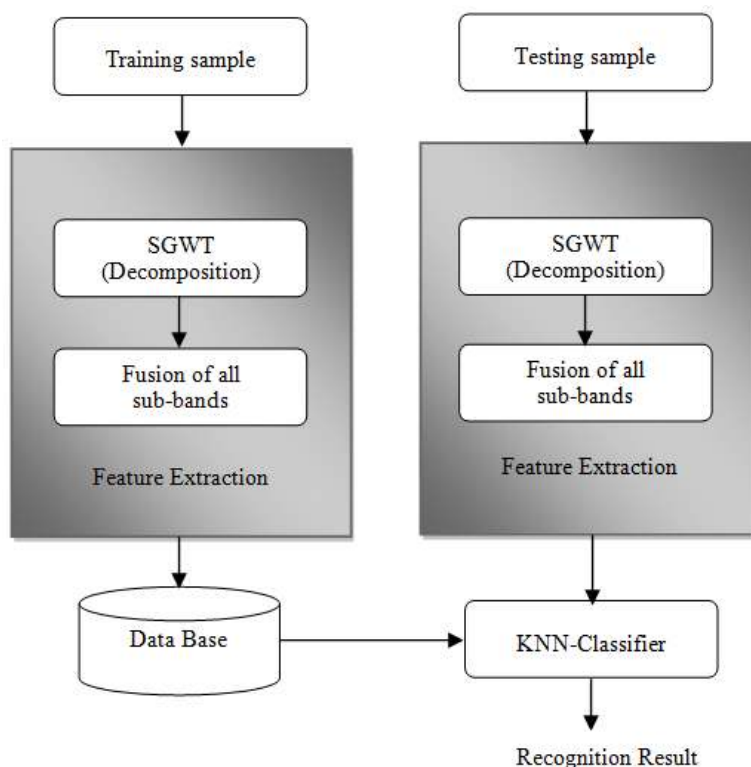 Training sample
SGWT
(Decomposition)
Fusion of all
sub-bands
Feature Extraction
Data Base
Testing sample
SGWT
(Decomposition)
Fusion of all
sub-bands
Feature Extraction
KNN-Classifier
Recognition Result